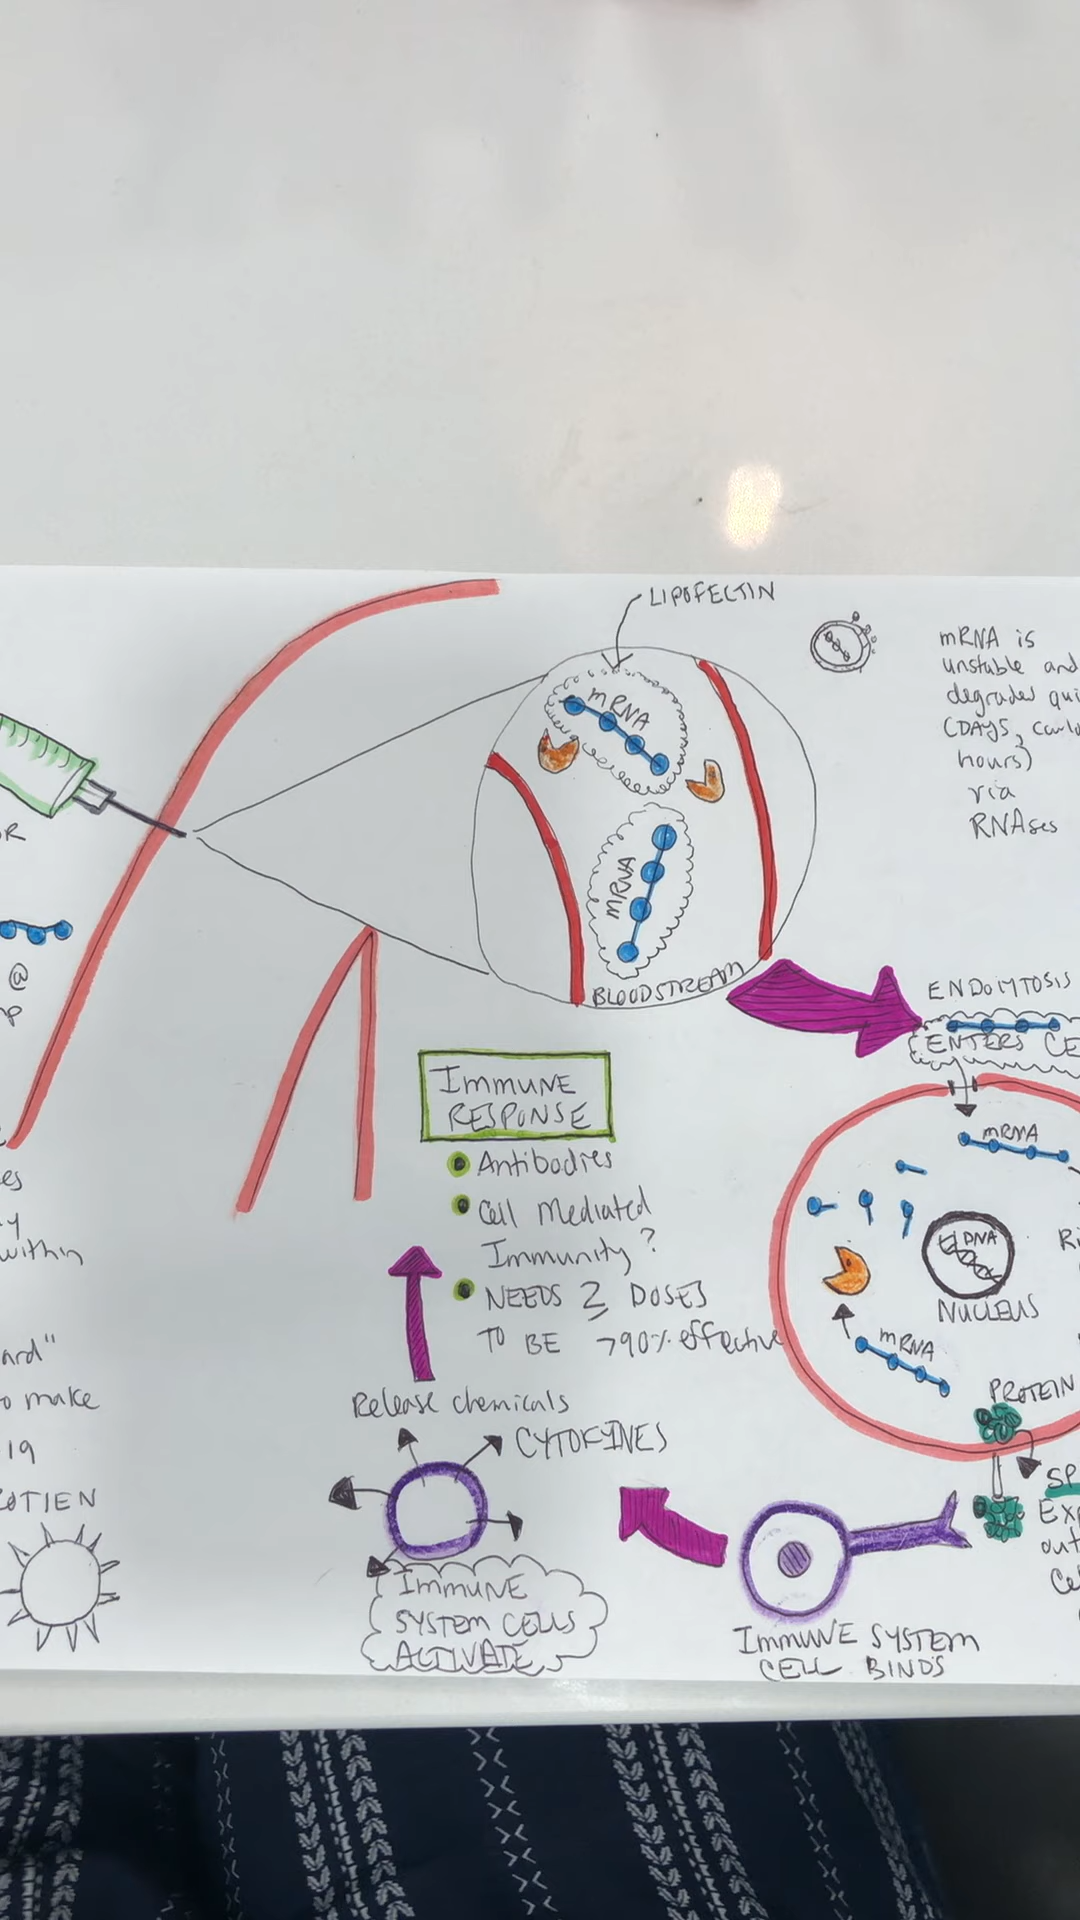 LIPOFECTIN
mRNA
mRNA
BLOODSTREAM
mRNA is
unstable and
degrades
(DAYS,
hours)
via
RNAses
@
ENDOCYTOSIS
ENTERS
mRNA
DNA
NUCLEUS
mRNA
PROTEIN
IMMUNE
RESPONSE
Antibodies
Cell Mediated
Immunity?
NEEDS 2 DOSES
TO BE >90% effective
within
to make
19
Release chemicals
CYTOKINES
IMMUNE
SYSTEM CELLS
ACTIVATE
IMMUNE SYSTEM
CELL BINDS